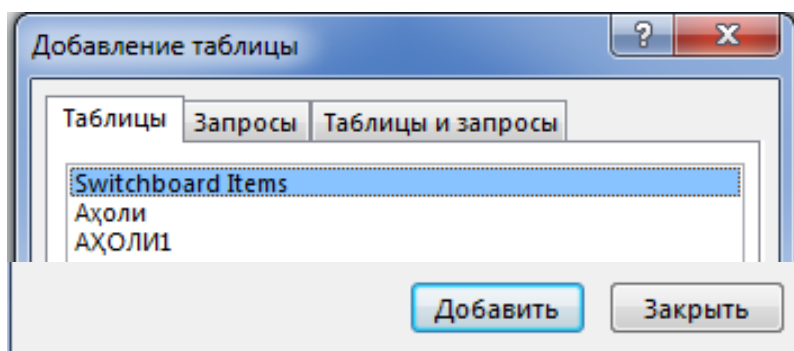 Добавление таблицы
? X
Таблицы Запросы Таблицы и запросы
Switchboard Items
Аҳоли
АҲОЛИ1
Добавить Закрыть